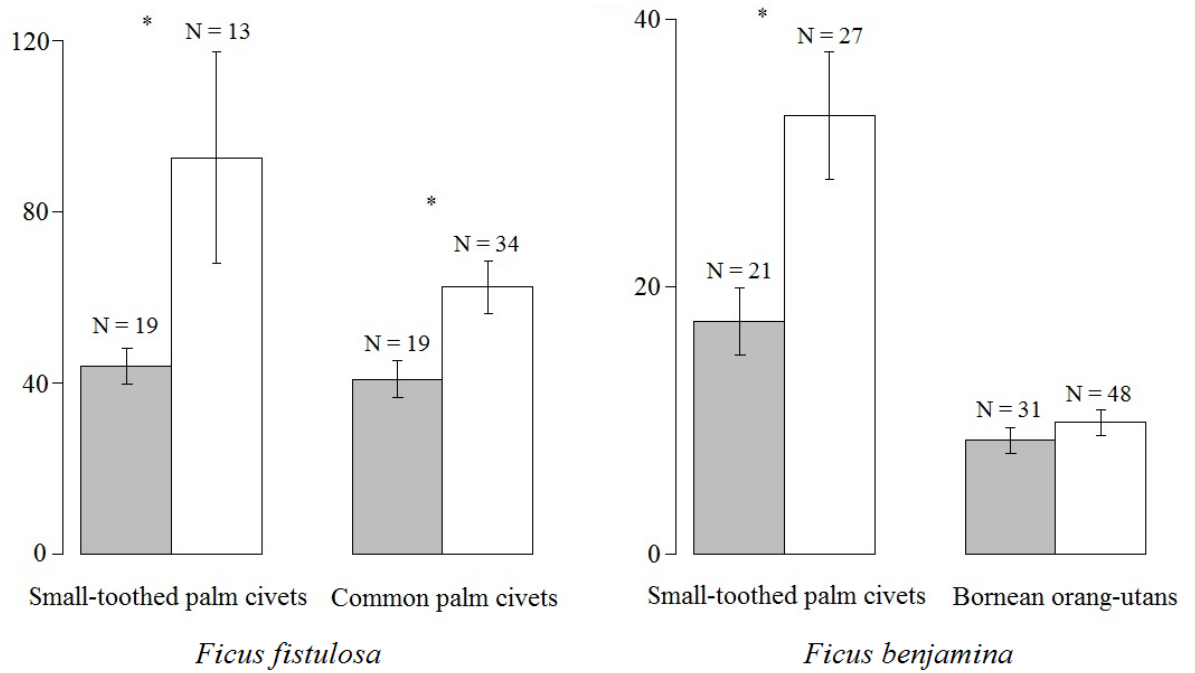 *
N = 13
120
80
40
0
N = 19
*
N = 34
N = 19
Small-toothed palm civets
Common palm civets
Ficus fistulosa
*
N = 27
40
20
0
N = 21
N = 31
N = 48
Small-toothed palm civets
Bornean orang-utans
Ficus benjamina